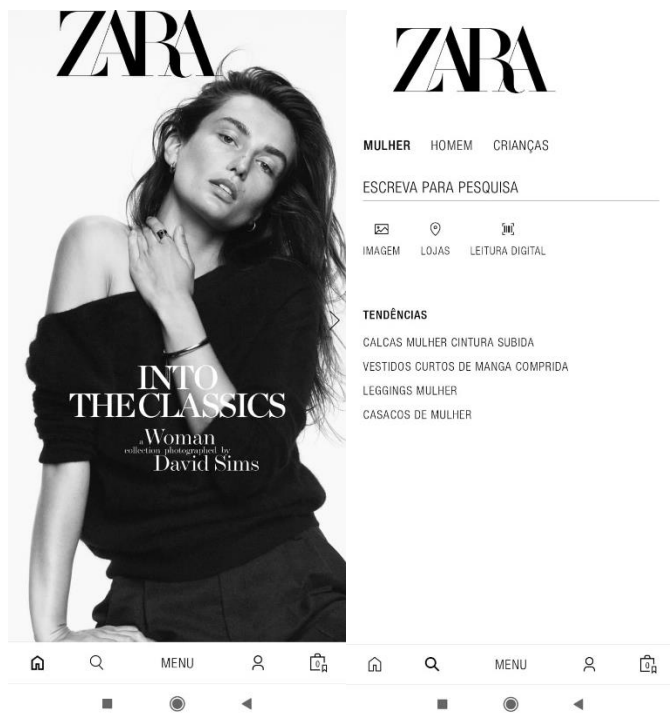 ZARA
INTO
THE CLASSICS
a Woman
collection photographed by
David Sims
MENU
0
ZARA
MULHER HOMEM CRIANÇAS
ESCREVA PARA PESQUISA
IMAGEM LOJAS LEITURA DIGITAL
TENDÊNCIAS
CALCAS MULHER CINTURA SUBIDA
VESTIDOS CURTOS DE MANGA COMPRIDA
LEGGINGS MULHER
CASACOS DE MULHER
MENU
0